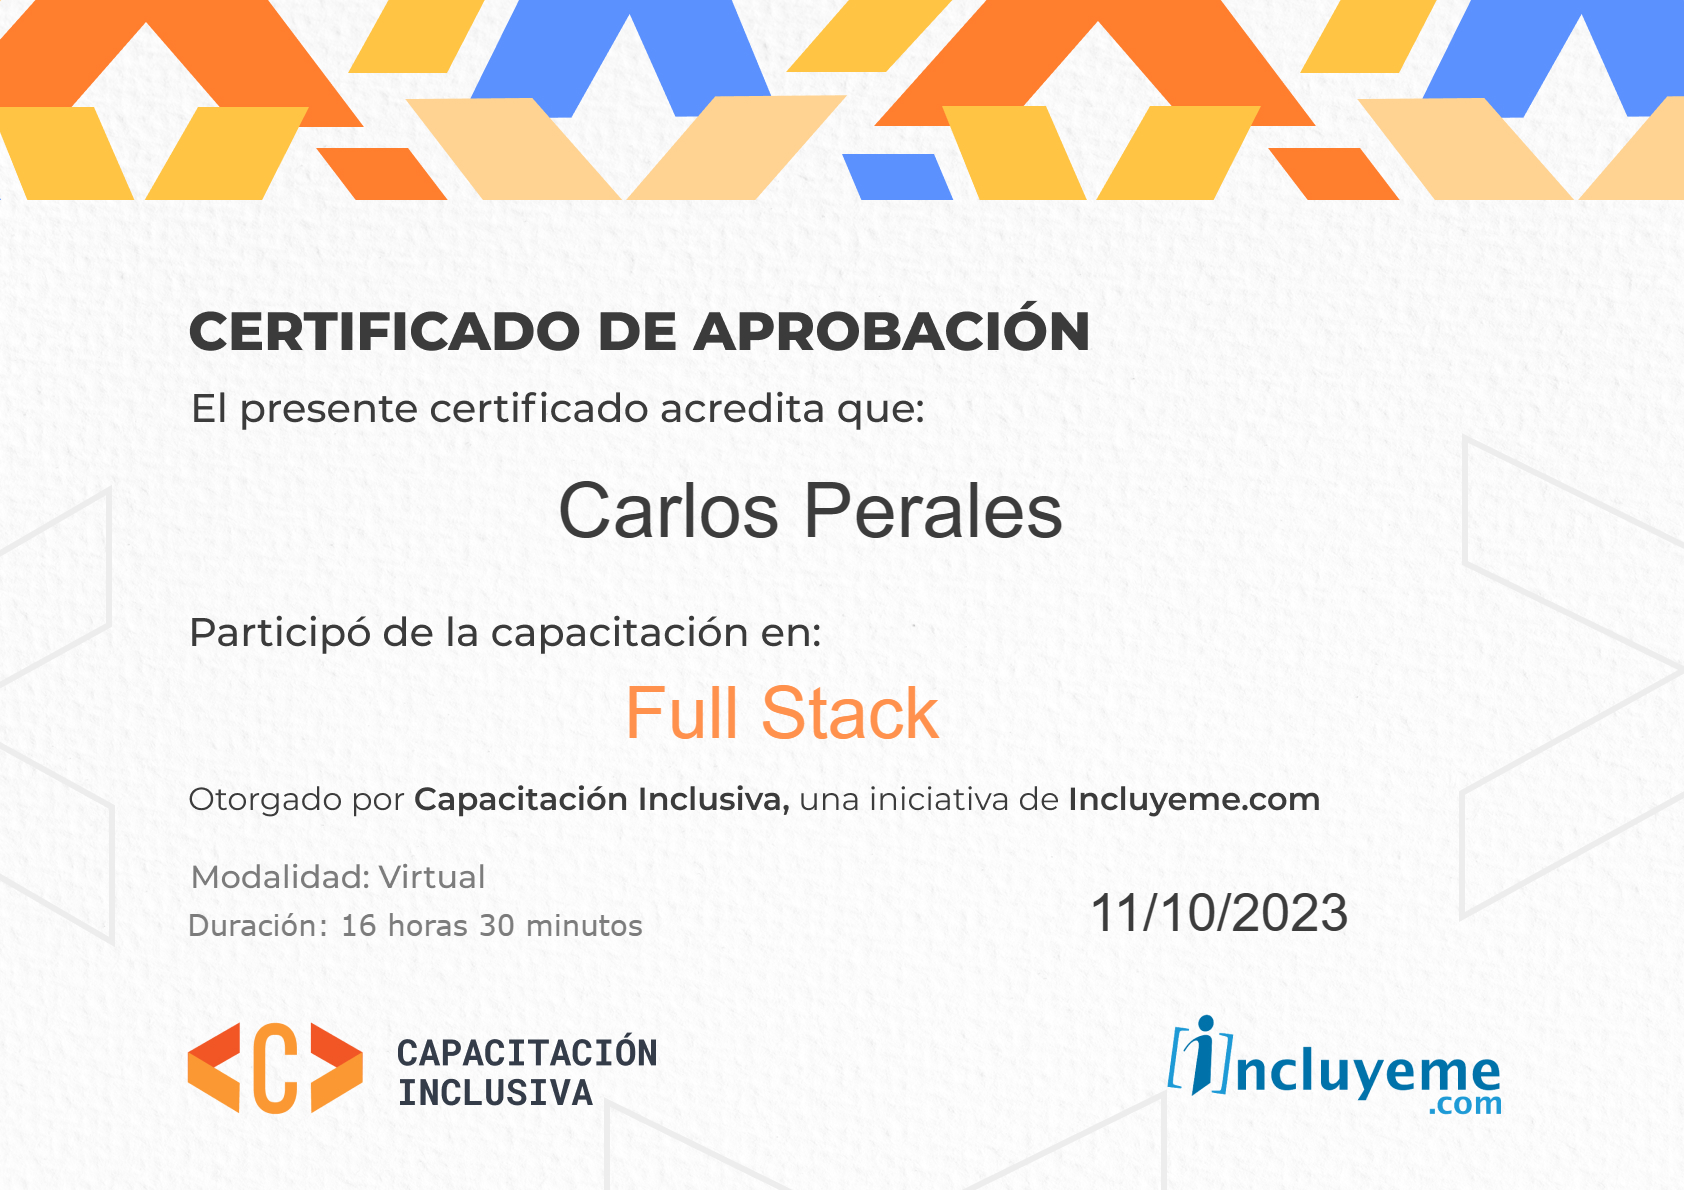 CERTIFICADO DE APROBACIÓN
El presente certificado acredita que:
Carlos Perales
Participó de la capacitación en:
Full Stack
Otorgado por Capacitación Inclusiva, una iniciativa de Incluyeme.com
Modalidad: Virtual
Duración: 16 horas 30 minutos
11/10/2023
<C> CAPACITACIÓN
INCLUSIVA
[i]ncluyeme
.com